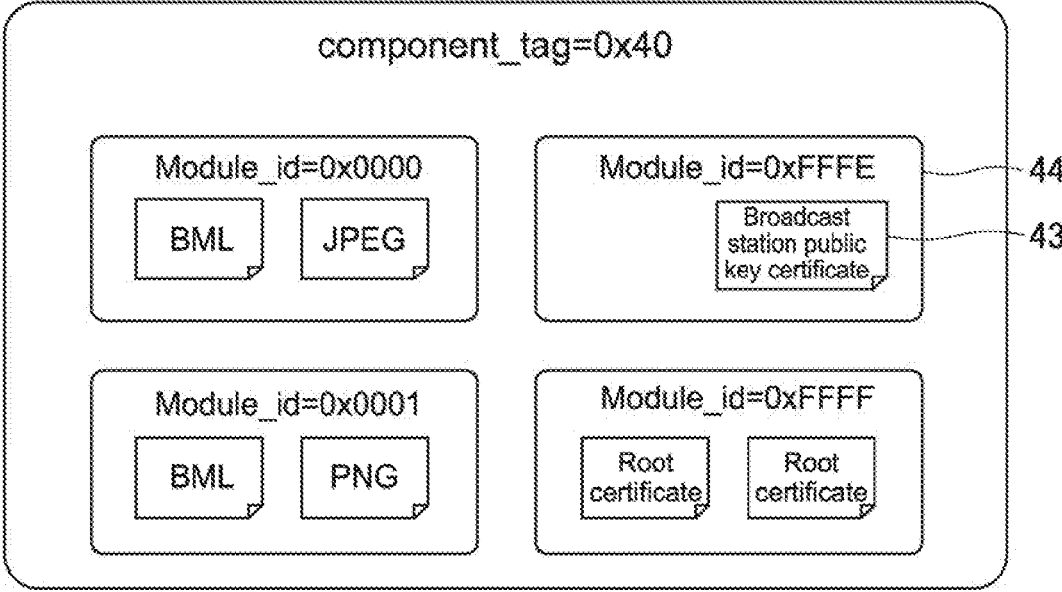 component_tag=0x40
Module_id=0x0000
BML
JPEG
Module_id=0xFFFE
44
Broadcast
station public
key certificate
43
Module_id=0x0001
BML
PNG
Module_id=0xFFFF
Root
certificate
Root
certificate